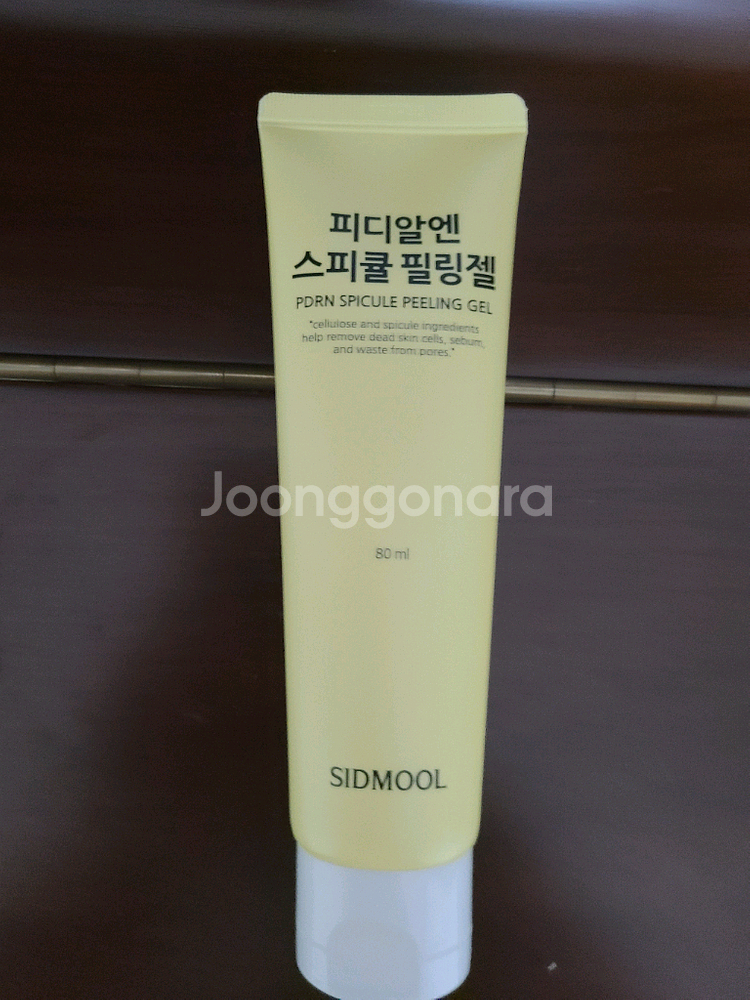 피디알엔
스피큘 필링젤
PDRN SPICULE PEELING GEL
"cellulose and spicule ingredients
help remove dead skin cells, sebum,
and waste from pores."
Joonggonara
80 ml
SIDMOOL